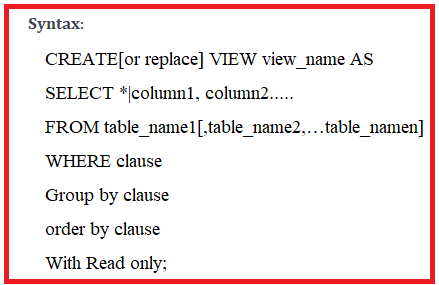 Syntax:
CREATE[or replace] VIEW view_name AS
SELECT *|column1, column2.....
FROM table_name1[,table_name2,…table_namen]
WHERE clause
Group by clause
order by clause
With Read only;